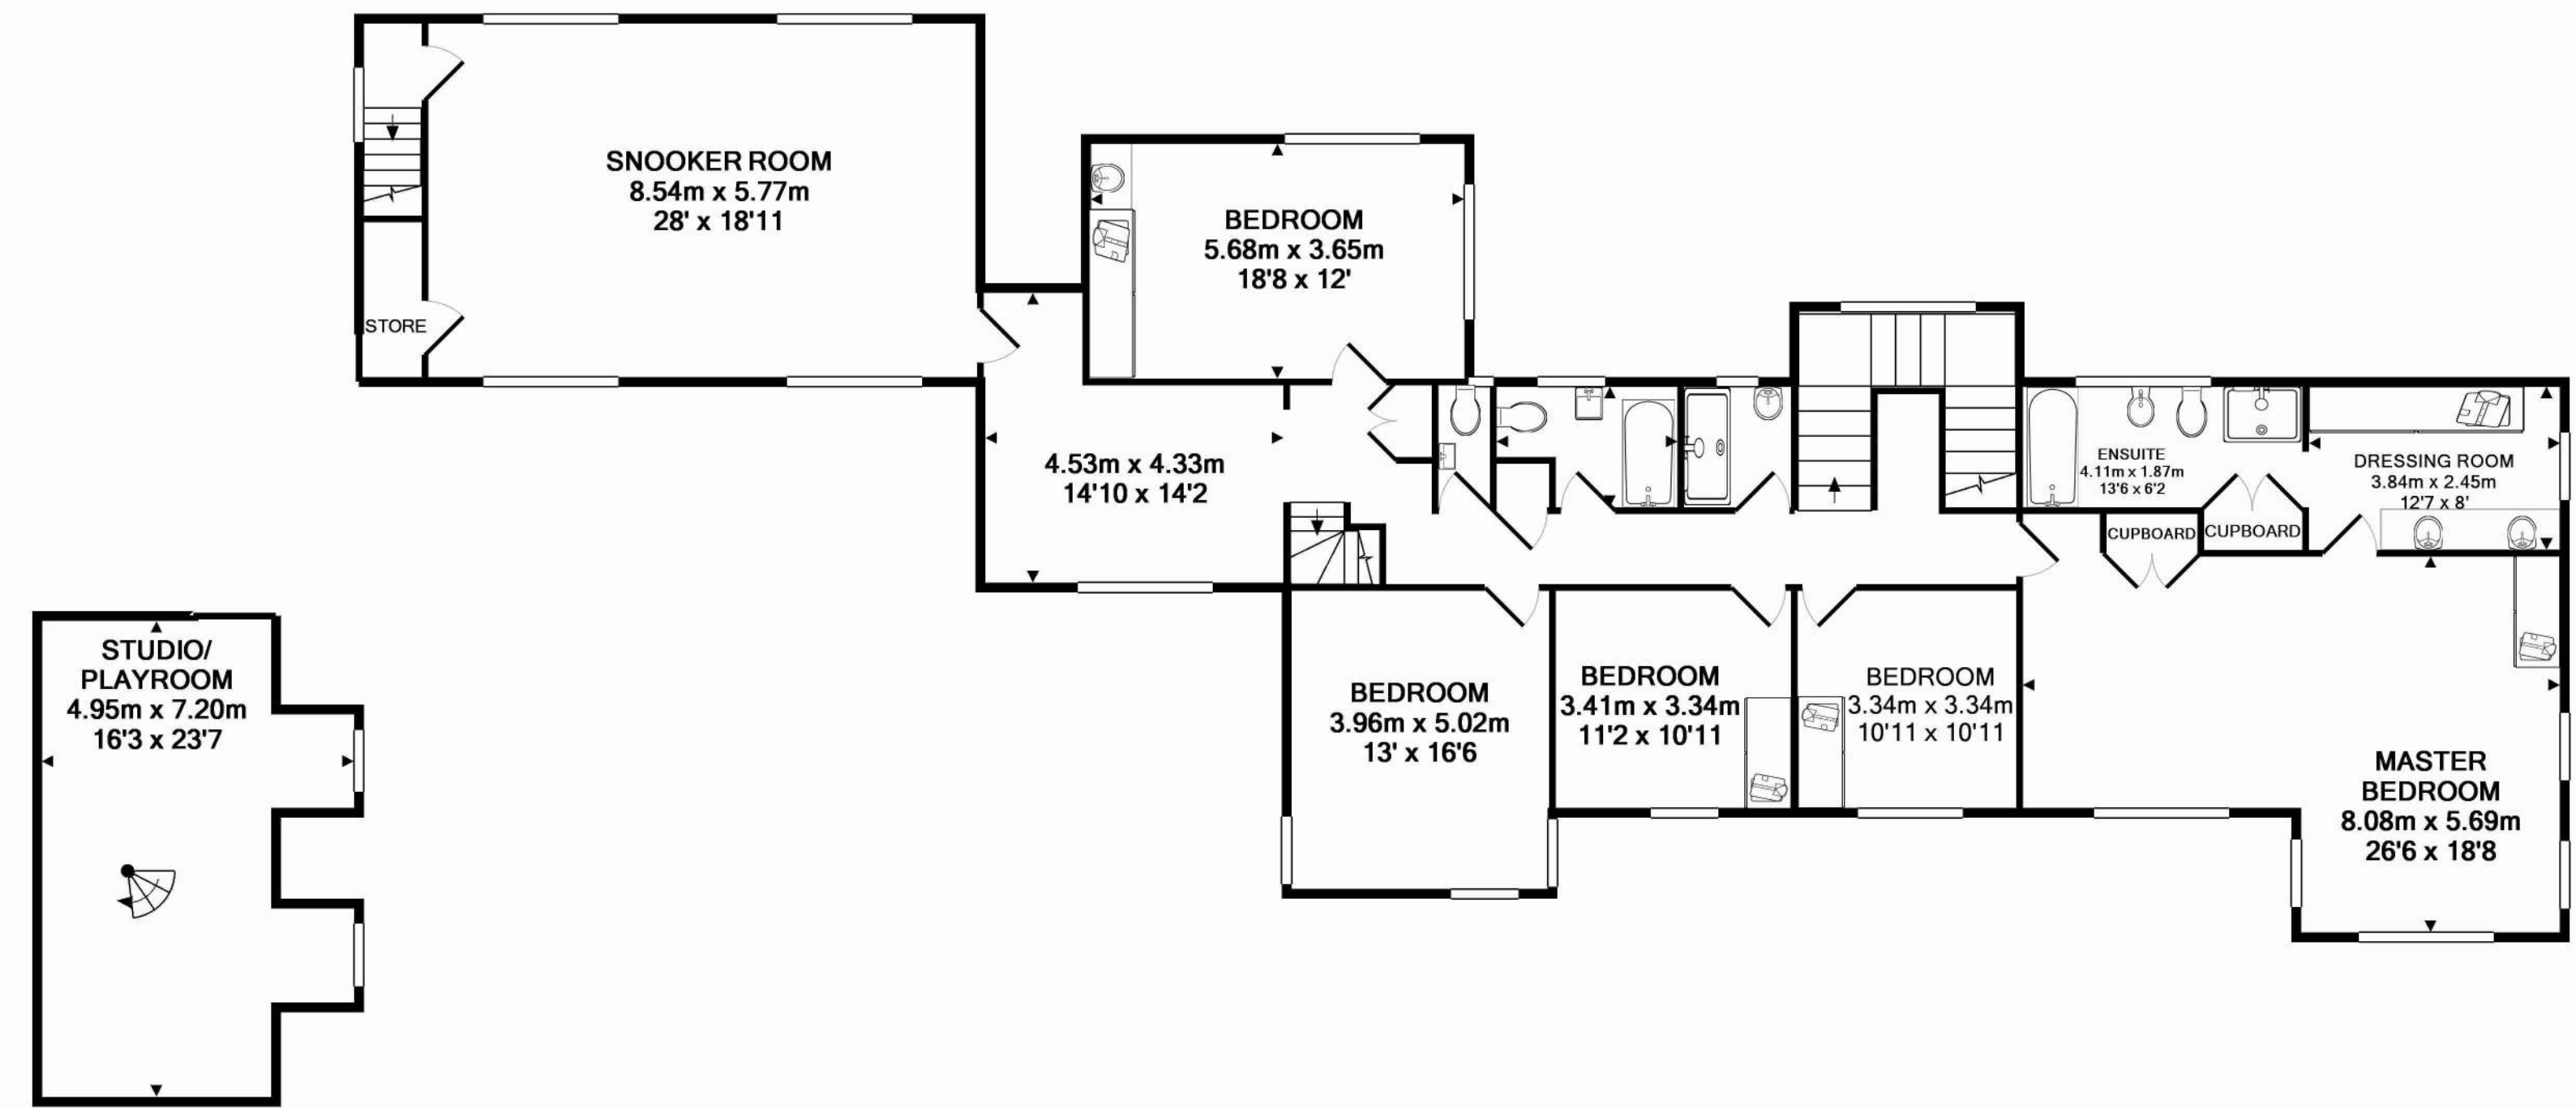 SNOOKER ROOM
8.54m x 5.77m
28' x 18'11
STORE
BEDROOM
5.68m x 3.65m
18'8 x 12'
4.53m x 4.33m
14'10 x 14'2
ENSUITE
4.11m x 1.87m
13'6 x 6'2
DRESSING ROOM
3.84m x 2.45m
12'7 x 8'
CUPBOARD
CUPBOARD
STUDIO/
PLAYROOM
4.95m x 7.20m
16'3 x 23'7
BEDROOM
3.96m x 5.02m
13' x 16'6
BEDROOM
3.41m x 3.34m
11'2 x 10'11
BEDROOM
3.34m x 3.34m
10'11 x 10'11
MASTER
BEDROOM
8.08m x 5.69m
26'6 x 18'8